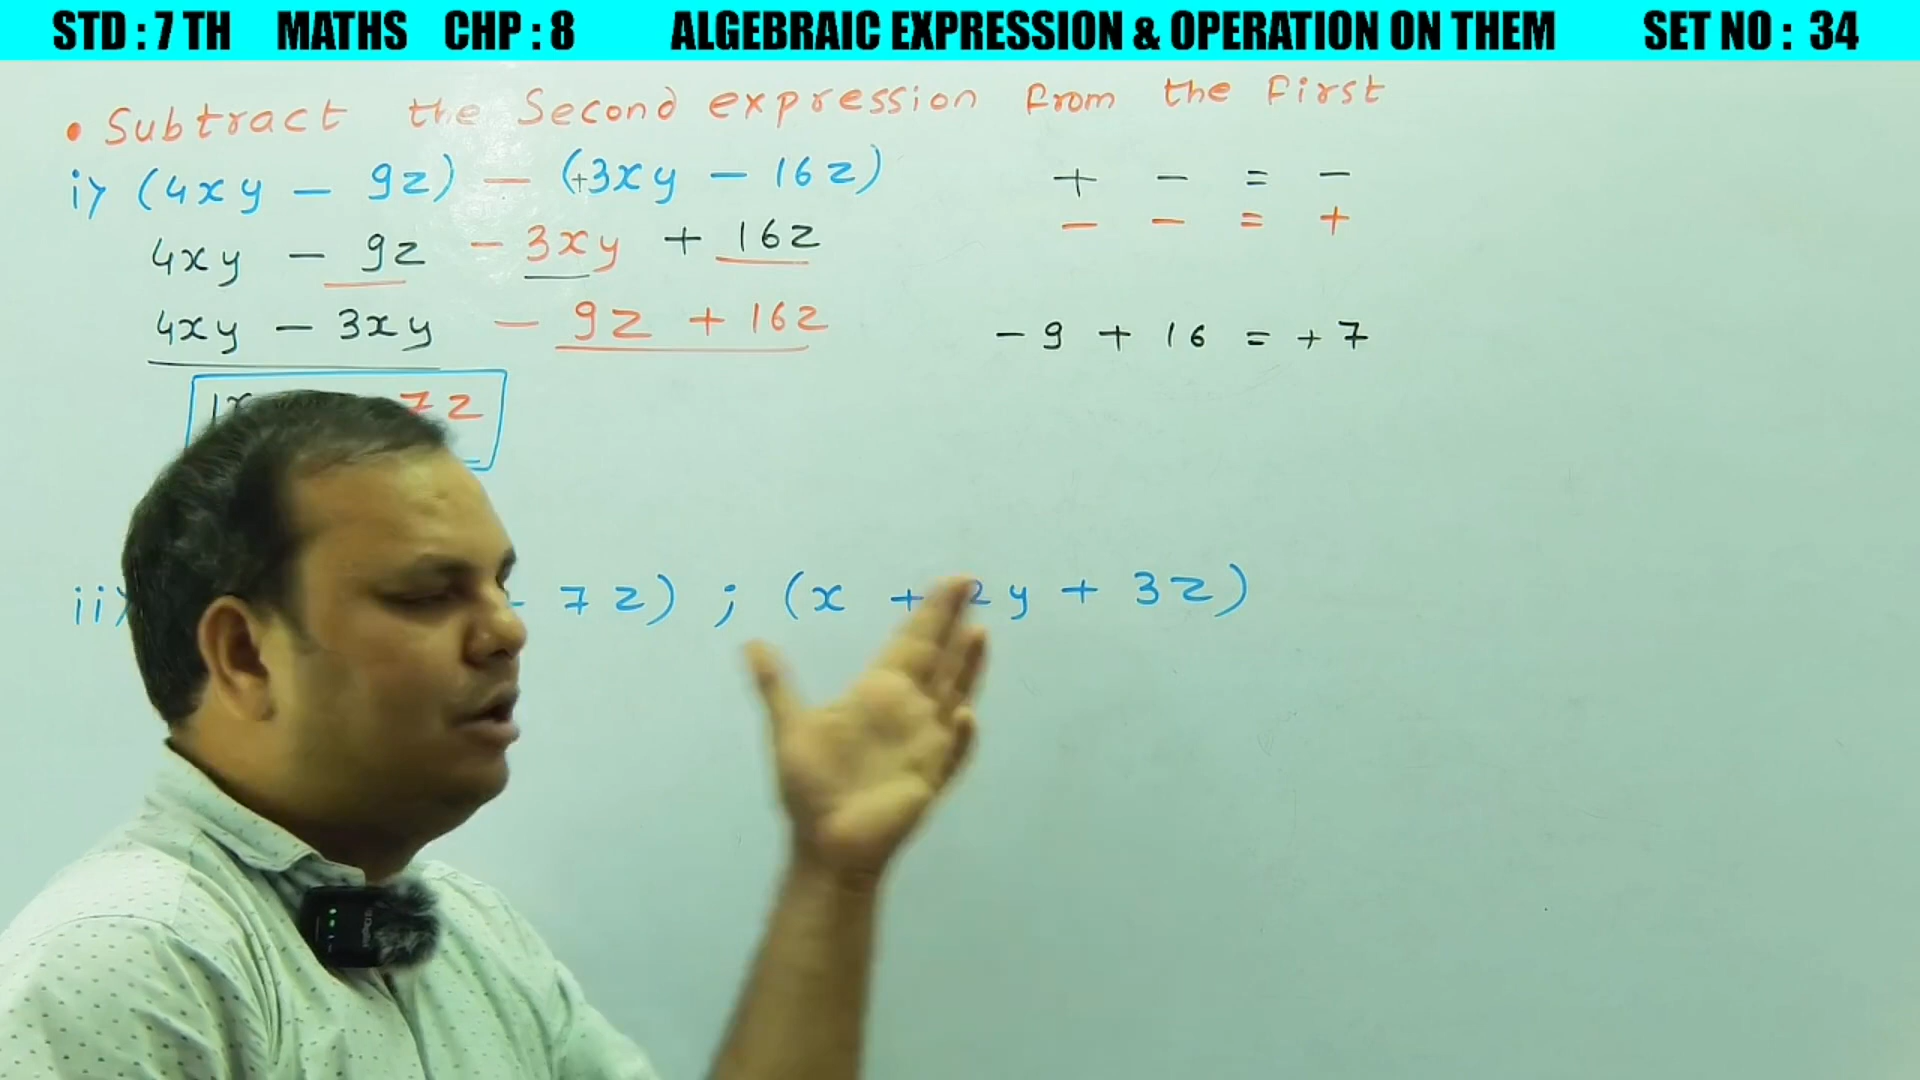 STD : 7 TH MATHS CHP : 8 ALGEBRAIC EXPRESSION & OPERATION ON THEM SET NO : 34
• Subtract the Second expression from the First
i) (4xy - 9z) - (+3xy - 16z)
4xy - 9z - 3xy + 16z
4xy - 3xy - 9z + 16z
7z
+ - = -
- - = +
- 9 + 16 = + 7
ii) 7z) ; (x + 2y + 3z)